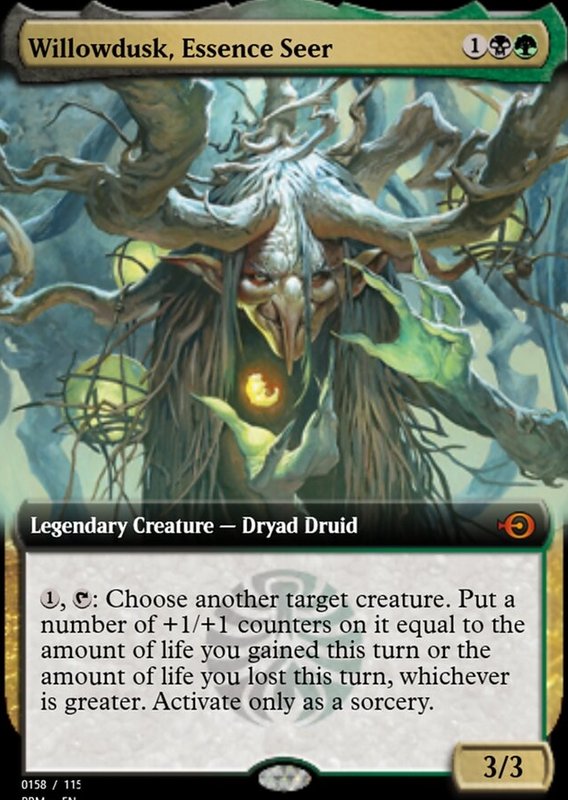 Willowdusk, Essence Seer 1
Legendary Creature — Dryad Druid
1, : Choose another target creature. Put a
number of +1/+1 counters on it equal to the
amount of life you gained this turn or the
amount of life you lost this turn, whichever
is greater. Activate only as a sorcery.
3/3
0158 / 115